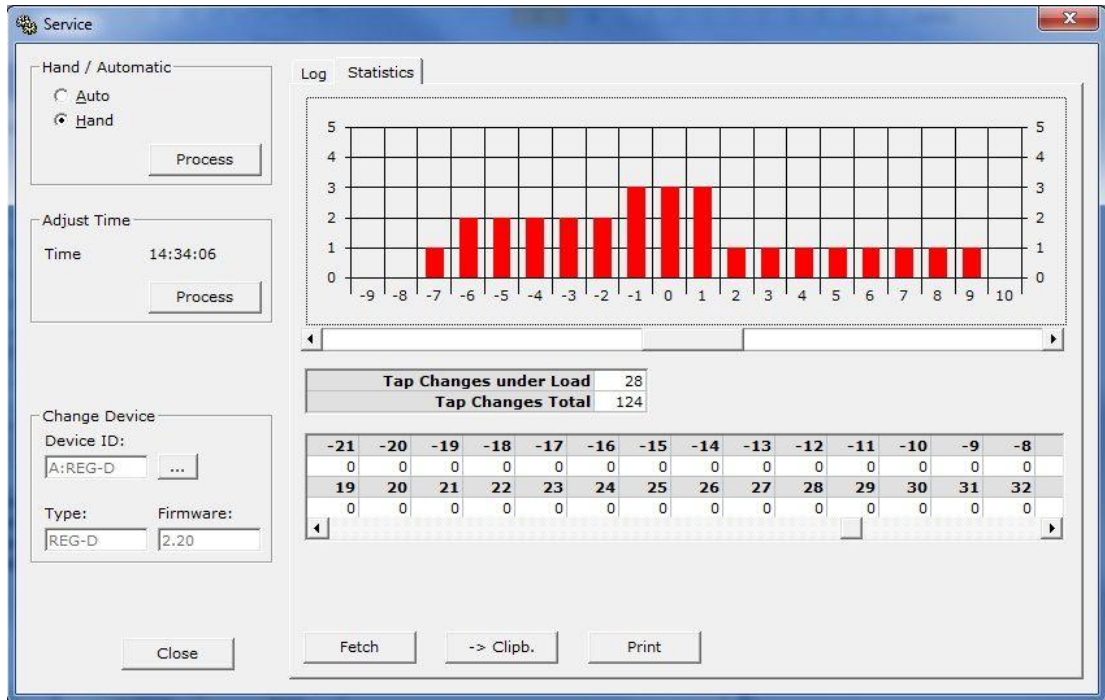 Service
Hand / Automatic
Auto
Hand
Process
Adjust Time
Time 14:34:06
Process
Change Device
Device ID:
A:REG-D ...
Type: Firmware:
REG-D 2.20
Close
Log Statistics
5 5
4 4
3 3
2 2
1 1
0 0
-9 -8 -7 -6 -5 -4 -3 -2 -1 0 1 2 3 4 5 6 7 8 9 10
Tap Changes under Load 28
Tap Changes Total 124
-21 -20 -19 -18 -17 -16 -15 -14 -13 -12 -11 -10 -9 -8
0 0 0 0 0 0 0 0 0 0 0 0 0 0
19 20 21 22 23 24 25 26 27 28 29 30 31 32
0 0 0 0 0 0 0 0 0 0 0 0 0 0
Fetch -> Clipb. Print